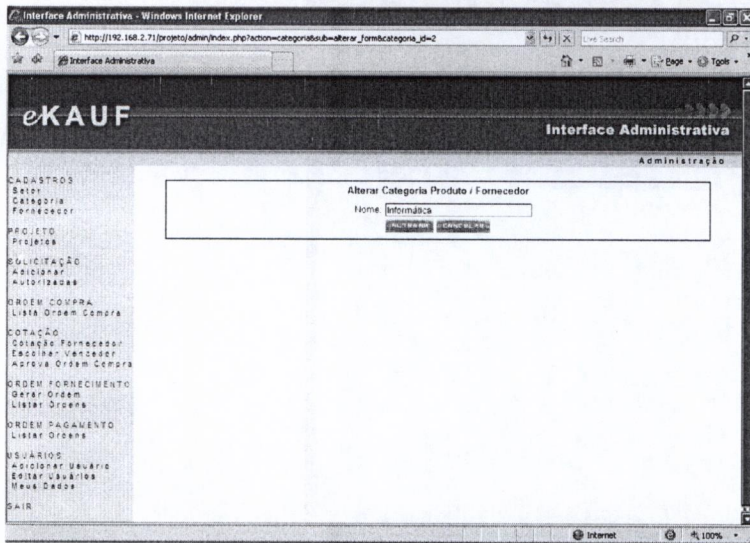 Interface Administrativa - Windows Internet Explorer
http://192.168.2.71/projeto/admin/index.php?action=categoria&sub=alterar_form&categoria_id=2
Live Search
Interface Administrativa
Page
Tools
eKAUF
Interface Administrativa
Administração
CADASTROS
Setor
Categoria
Fornecedor
PROJETO
Projetos
SOLICITAÇÃO
Adicionar
Autorizadas
ORDEM COMPRA
Lista Ordem Compra
COTAÇÃO
Cotação Fornecedor
Escolher Vencedor
Aprova Ordem Compra
ORDEM FORNECIMENTO
Gerar Ordem
Listar Ordens
ORDEM PAGAMENTO
Listar Ordens
USUÁRIOS
Adicionar Usuário
Editar Usuários
Meus Dados
SAIR
Alterar Categoria Produto / Fornecedor
Nome. Informática
ALTERAR CANCELAR
Internet
100%